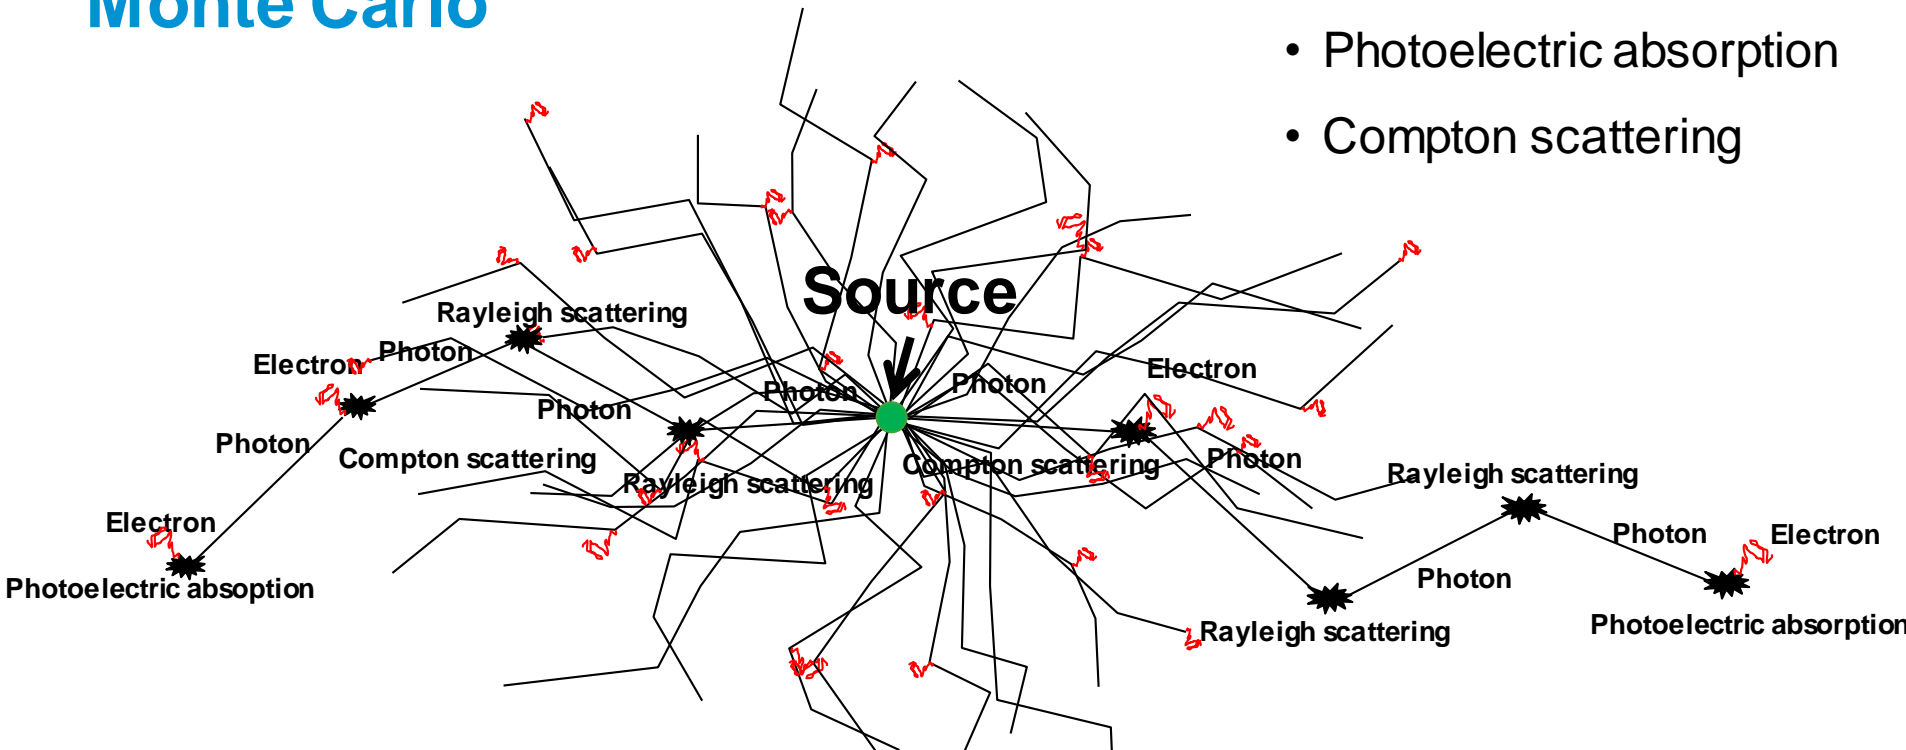 Monte Carlo
• Photoelectric absorption
• Compton scattering
Source
Rayleigh scattering
Electron
Photon
Photon
Photon
Photon
Electron
Photon
Compton scattering
Rayleigh scattering
Compton scattering
Photon
Rayleigh scattering
Electron
Photoelectric absoption
Photon
Electron
Photon
Rayleigh scattering
Photoelectric absorption